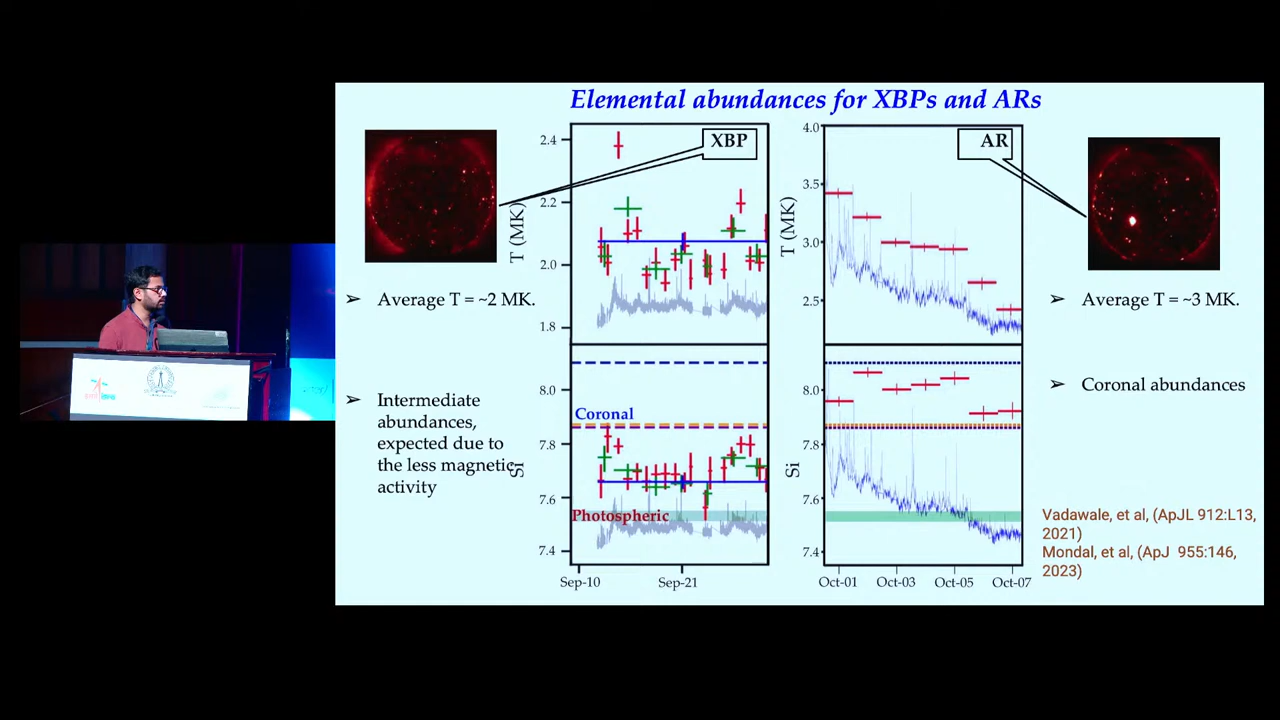 Elemental abundances for XBPs and ARs
XBP
AR
2.4
2.2
2.0
1.8
T (MK)
4.0
3.5
3.0
2.5
T (MK)
➢ Average T = ~2 MK.
➢ Average T = ~3 MK.
➢ Intermediate
abundances,
expected due to
the less magnetic
activity
➢ Coronal abundances
8.0
7.8
7.6
7.4
Si
Coronal
Photospheric
8.0
7.8
7.6
7.4
Si
Sep-10
Sep-21
Oct-01
Oct-03
Oct-05
Oct-07
Vadawale, et al, (ApJL 912:L13,
2021)
Mondal, et al, (ApJ 955:146,
2023)